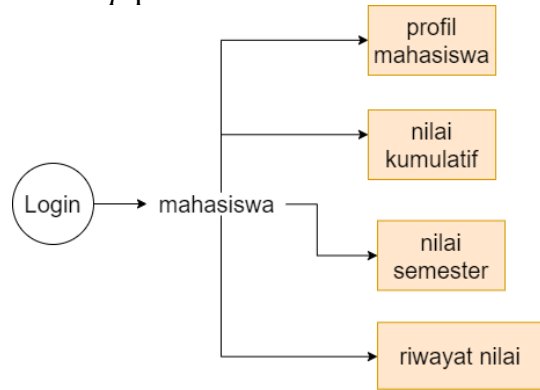 profil
mahasiswa
nilai
kumulatif
Login
mahasiswa
nilai
semester
riwayat nilai